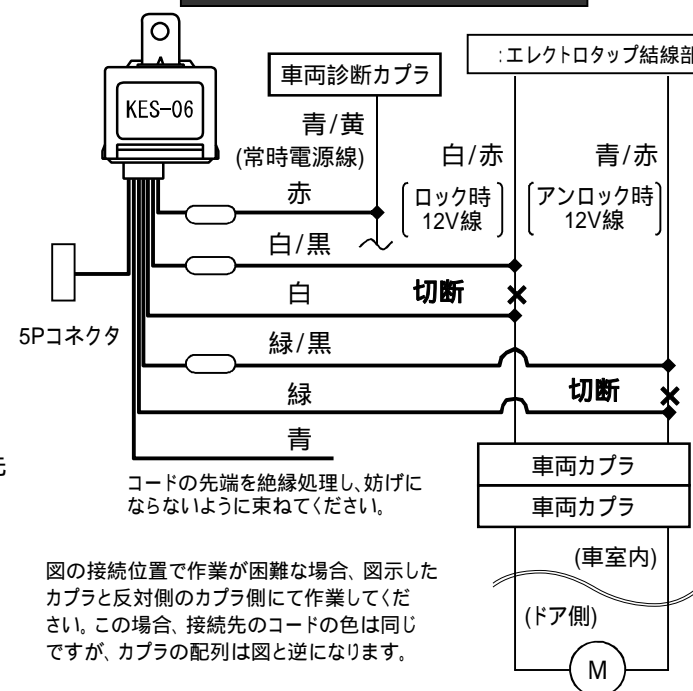 KES-06
車両診断カプラ
:エレクトロタップ結線部
青/黄
(常時電源線)
白/赤
青/赤
赤
ロック時
12V線
アンロック時
12V線
白/黒
白
切断
5Pコネクタ
緑/黒
緑
切断
青
コードの先端を絶縁処理し、妨げに
ならないように束ねてください。
車両カプラ
車両カプラ
(車室内)
(ドア側)
M
図の接続位置で作業が困難な場合、図示した
カプラと反対側のカプラ側にて作業してくだ
さい。この場合、接続先のコードの色は同じ
ですが、カプラの配列は図と逆になります。